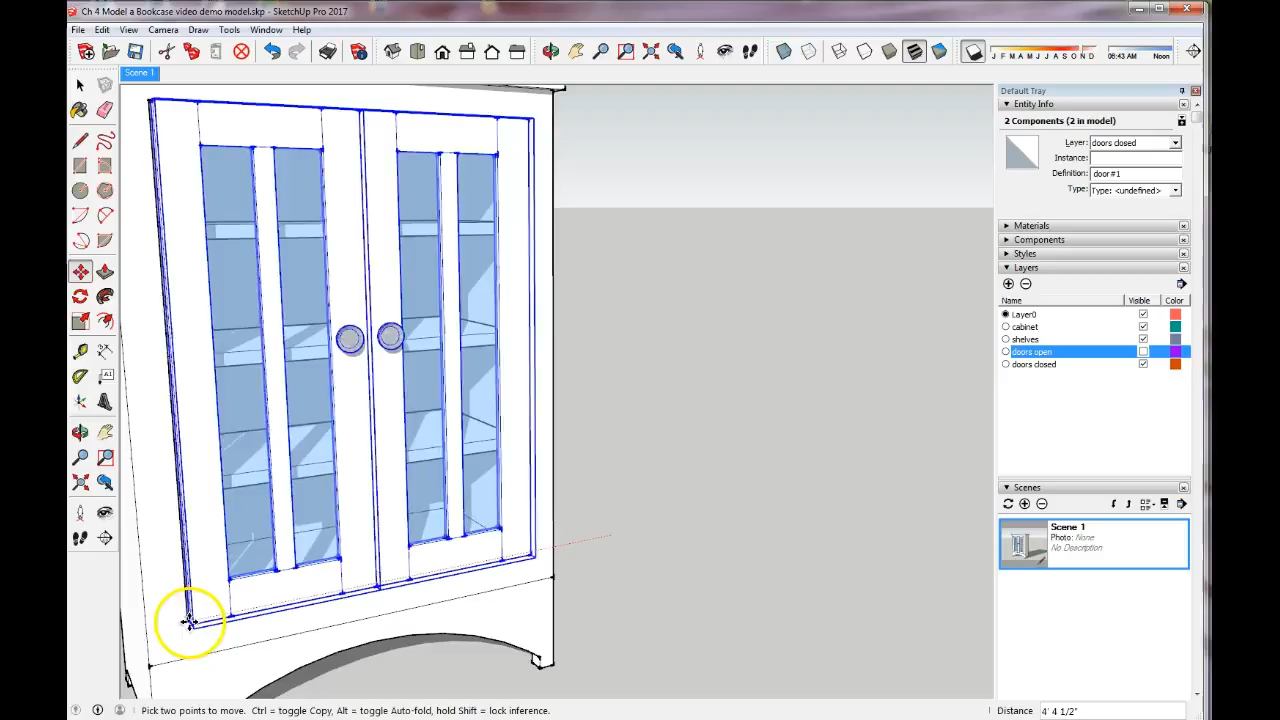 Ch 4 Model a Bookcase video demo model.skp - SketchUp Pro 2017
File Edit View Camera Draw Tools Window Help
J F M A M J J A S O N D 06:43 AM Noon
Scene 1
Default Tray
Entity Info
2 Components (2 in model)
Layer: doors closed
Instance:
Definition: door#1
Type: Type: <undefined>
Materials
Components
Styles
Layers
Name Visible Color
Layer0
cabinet
shelves
doors open
doors closed
Scenes
Scene 1
Photo: None
No Description
Pick two points to move. Ctrl = toggle Copy, Alt = toggle Auto-fold, hold Shift = lock inference.
Distance 4' 4 1/2"